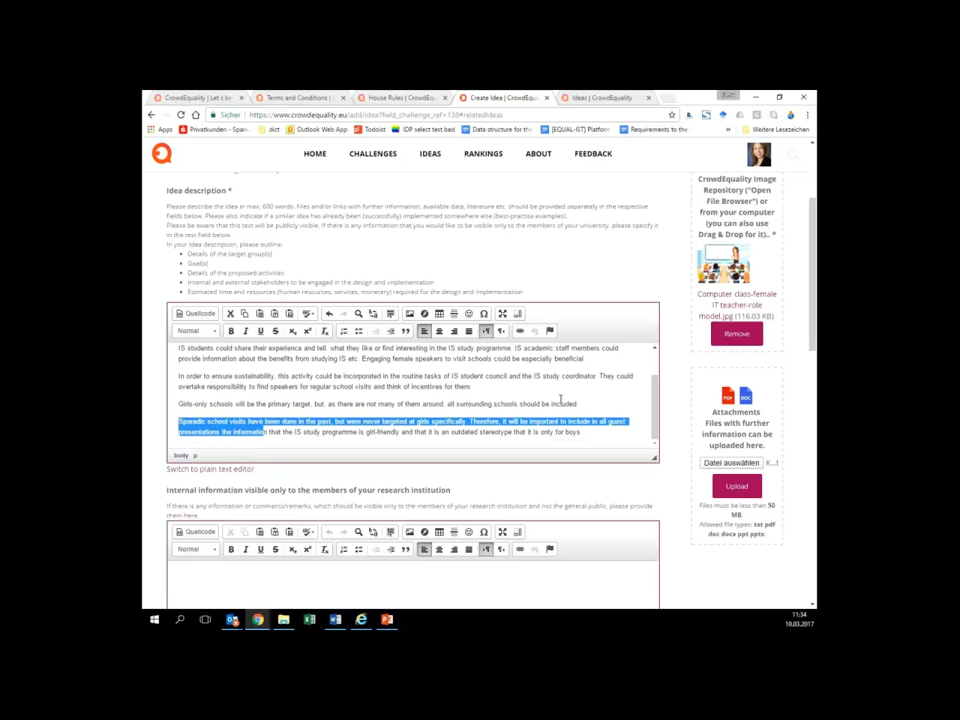 CrowdEquality | Let´s be
Terms and Conditions |
House Rules | CrowdEqu
Create Idea | CrowdEqu
Ideas | CrowdEquality
Sicher
https://www.crowdequality.eu/add/idea?field_challenge_ref=138#relatedideas
Apps
Privatkunden - Spar
dict
Outlook Web App
Todoist
IDP select test bed
Data structure for the
[EQUAL-IST] Platform
Requirements to the
»
Weitere Lesezeichen
HOME
CHALLENGES
IDEAS
RANKINGS
ABOUT
FEEDBACK
Idea description *
Please describe the idea in max. 600 words. Files and/or links with further information, available data, literature etc. should be provided separately in the respective
fields below. Please also indicate if a similar idea has already been (successfully) implemented somewhere else (best-practise examples).
Please be aware that this text will be publicly visible. If there is any information that you would like to be visible only to the members of your university, please specify it
in the next field below.
In your Idea description, please outline:
Details of the target group(s)
Goal(s)
Details of the proposed activities
Internal and external stakeholders to be engaged in the design and implementation
Estimated time and resources (human resources, services, monetary) required for the design and implementation
Quellcode
Normal
IS students could share their experience and tell, what they like or find interesting in the IS study programme. IS academic staff members could
provide information about the benefits from studying IS etc. Engaging female speakers to visit schools could be especially beneficial
In order to ensure sustainability, this activity could be incorporated in the routine tasks of IS student council and the IS study coordinator. They could
overtake responsibility to find speakers for regular school visits and think of incentives for them
Girls-only schools will be the primary target, but, as there are not many of them around, all surrounding schools should be included
Sporadic school visits have been done in the past, but were never targeted at girls specifically. Therefore, it will be important to include in all guest
presentations the information that the IS study programme is girl-friendly and that it is an outdated stereotype that it is only for boys.
body p
Switch to plain text editor
Internal information visible only to the members of your research institution
If there is any information or comments/remarks, which should be visible only to the members of your research institution and not the general public, please provide
them here.
Quellcode
Normal
CrowdEquality Image
Repository ("Open
File Browser") or
from your computer
(you can also use
Drag & Drop for it).. *
Computer class-female
IT teacher-role
model.jpg (116.03 KB)
Remove
PDF DOC
Attachments
Files with further
information can be
uploaded here.
Datei auswählen K...t
Upload
Files must be less than 50
MB.
Allowed file types: txt pdf
doc docx ppt pptx.
11:34
10.03.2017